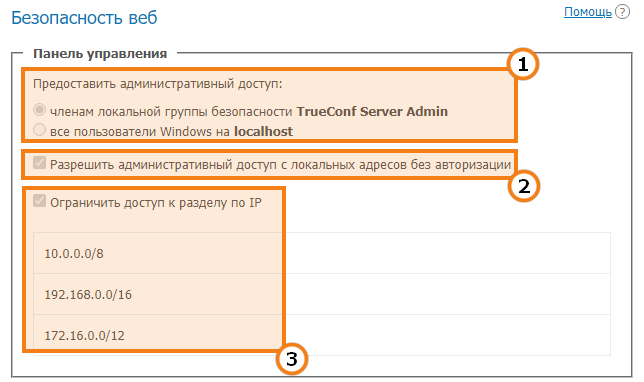 Безопасность веб
Помощь ?
Панель управления
1
Предоставить административный доступ:
членам локальной группы безопасности TrueConf Server Admin
все пользователи Windows на localhost
Разрешить административный доступ с локальных адресов без авторизации
2
Ограничить доступ к разделу по IP
10.0.0.0/8
192.168.0.0/16
172.16.0.0/12
3